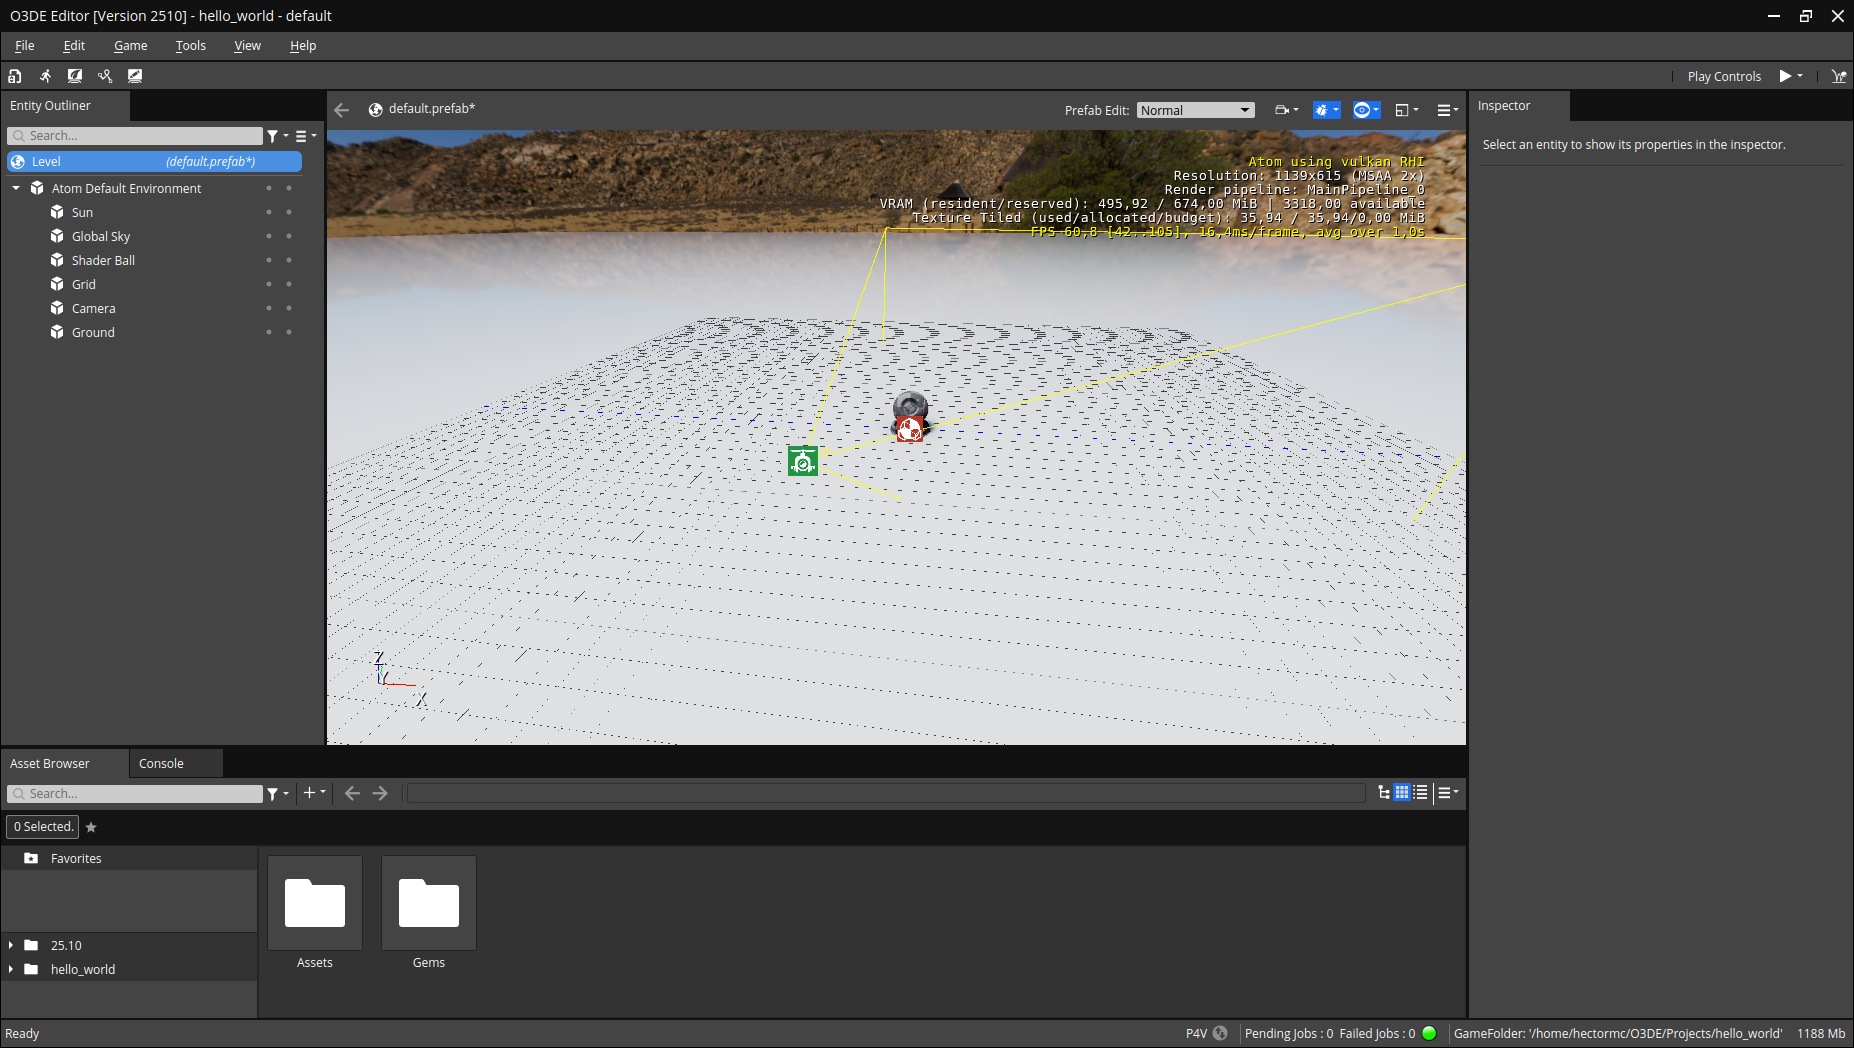 O3DE Editor [Version 2510] - hello_world - default
File Edit Game Tools View Help
Play Controls
Entity Outliner
default.prefab*
Prefab Edit: Normal
Inspector
Search...
Select an entity to show its properties in the inspector.
Level (default.prefab*)
Atom Default Environment
Sun
Global Sky
Shader Ball
Grid
Camera
Ground
Atom using vulkan RHI
Resolution: 1139x615 (MSAA 2x)
Render pipeline: MainPipeline_0
VRAM (resident/reserved): 495,92 / 674,00 MiB | 3318,00 available
Texture Tiled (used/allocated/budget): 35,94 / 35,94/0,00 MiB
FPS 60,8 [42..105], 16,4ms/frame, avg over 1,0s
Z
Y
X
Asset Browser Console
Search...
0 Selected.
Favorites
25.10
hello_world
Assets Gems
Ready
P4V Pending Jobs : 0 Failed Jobs : 0 GameFolder: '/home/hectormc/O3DE/Projects/hello_world' 1188 Mb